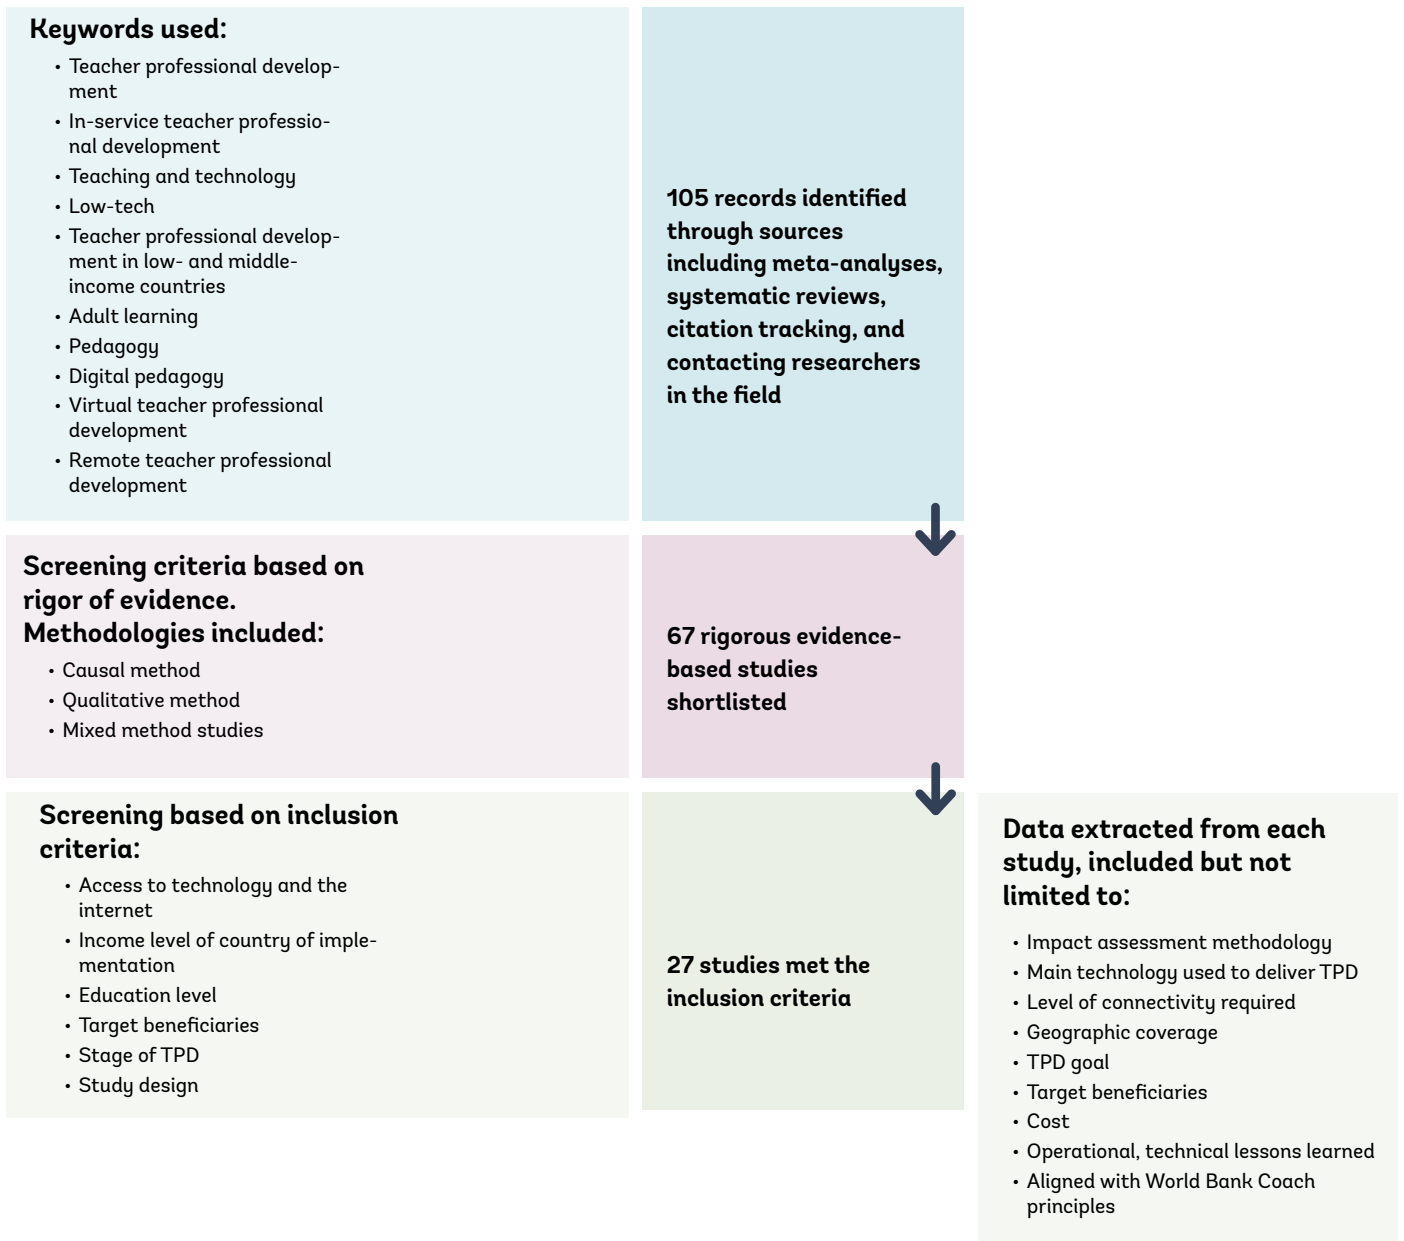 Keywords used:
• Teacher professional develop-
ment
• In-service teacher professio-
nal development
• Teaching and technology
• Low-tech
• Teacher professional develop-
ment in low- and middle-
income countries
• Adult learning
• Pedagogy
• Digital pedagogy
• Virtual teacher professional
development
• Remote teacher professional
development
105 records identified
through sources
including meta-analyses,
systematic reviews,
citation tracking, and
contacting researchers
in the field
Screening criteria based on
rigor of evidence.
Methodologies included:
• Causal method
• Qualitative method
• Mixed method studies
67 rigorous evidence-
based studies
shortlisted
Screening based on inclusion
criteria:
• Access to technology and the
internet
• Income level of country of imple-
mentation
• Education level
• Target beneficiaries
• Stage of TPD
• Study design
27 studies met the
inclusion criteria
Data extracted from each
study, included but not
limited to:
• Impact assessment methodology
• Main technology used to deliver TPD
• Level of connectivity required
• Geographic coverage
• TPD goal
• Target beneficiaries
• Cost
• Operational, technical lessons learned
• Aligned with World Bank Coach
principles